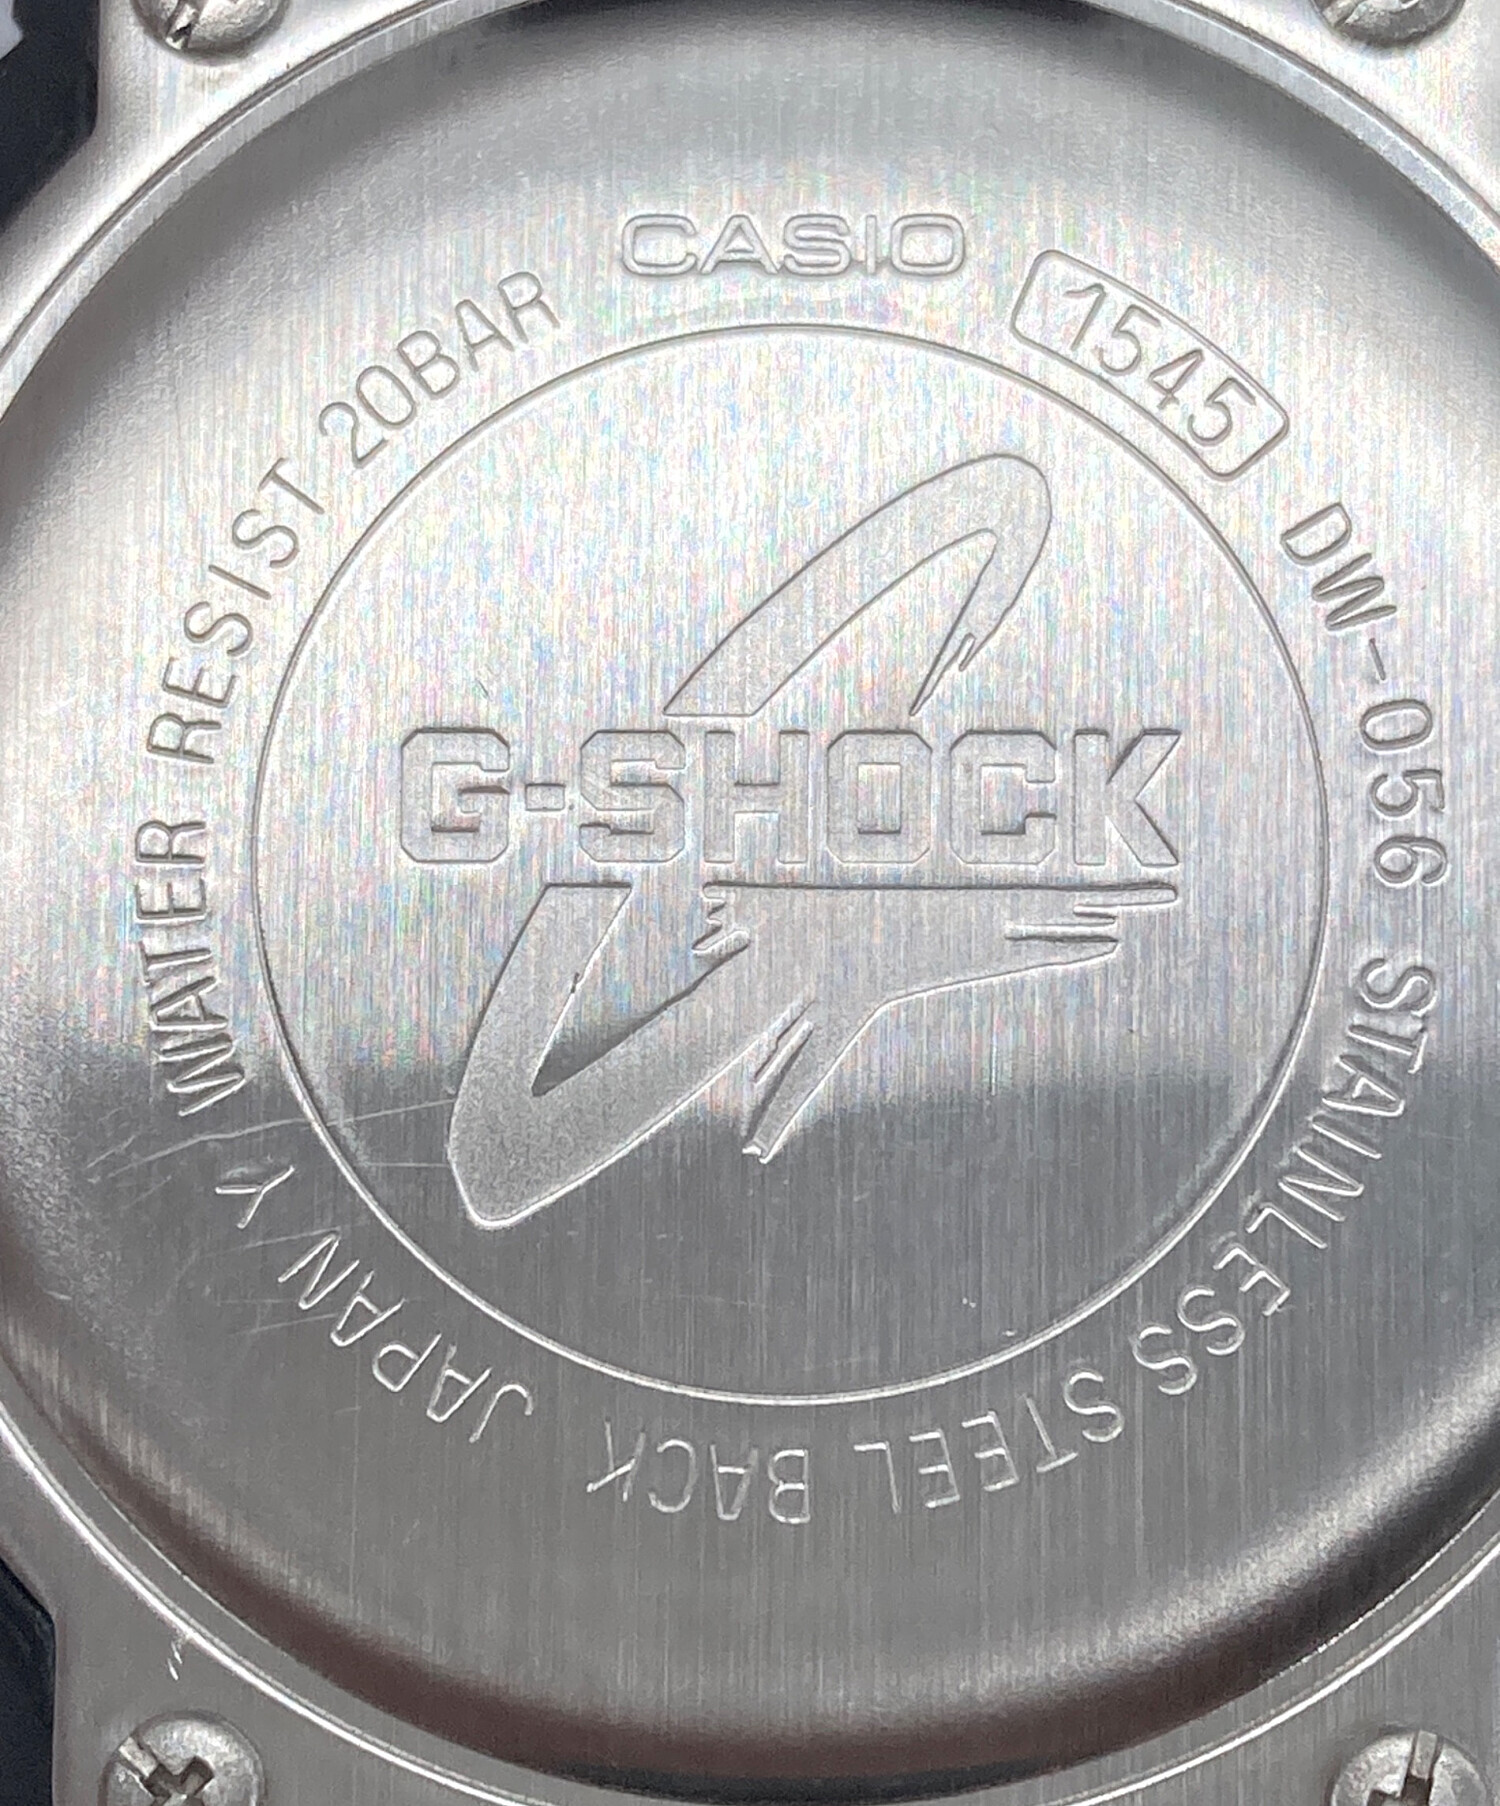 CASIO
1545
DW-056
STAINLESS STEEL BACK
JAPAN Y
WATER RESIST 20BAR
G-SHOCK